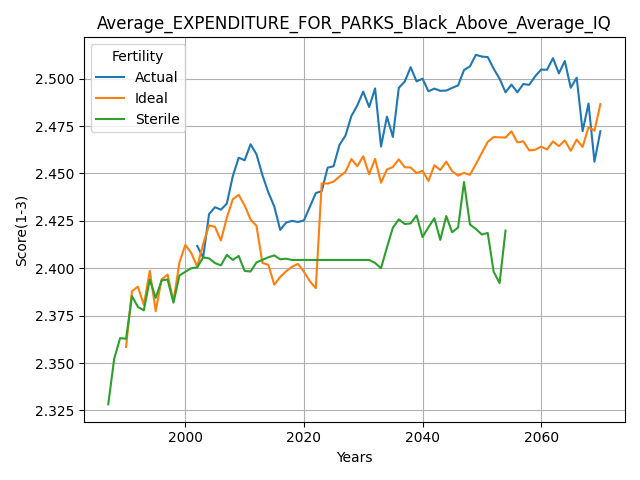 Average_EXPENDITURE_FOR_PARKS_Black_Above_Average_IQ
Fertility
Actual
Ideal
Sterile
Score(1-3)
2.500
2.475
2.450
2.425
2.400
2.375
2.350
2.325
2000
2020
2040
2060
Years